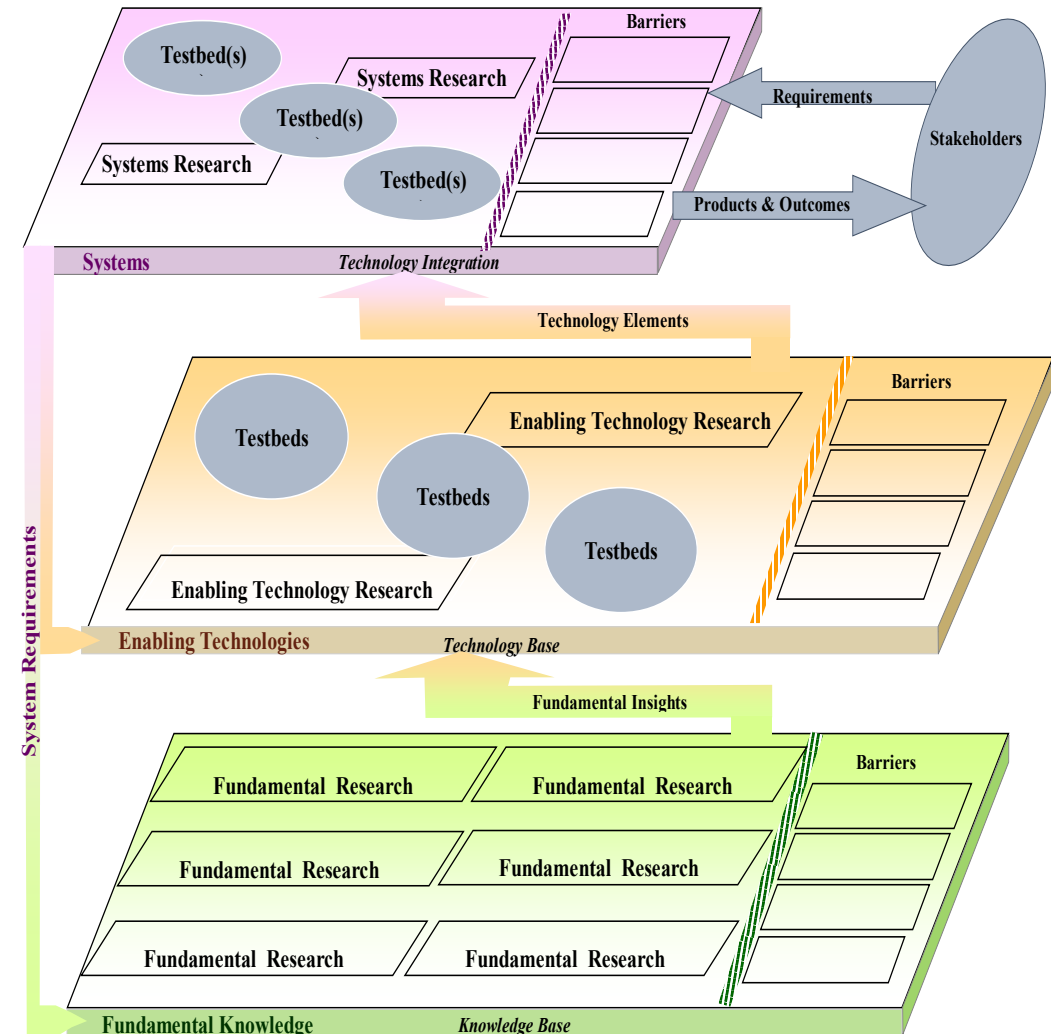 Barriers
Testbed(s)
Systems Research
Testbed(s)
Systems Research
Testbed(s)
Requirements
Stakeholders
Products & Outcomes
Systems
Technology Integration
Technology Elements
Barriers
Enabling Technology Research
Testbeds
Testbeds
Testbeds
Enabling Technology Research
System Requirements
Enabling Technologies
Technology Base
Fundamental Insights
Barriers
Fundamental Research
Fundamental Research
Fundamental Research
Fundamental Research
Fundamental Research
Fundamental Research
Fundamental Knowledge
Knowledge Base